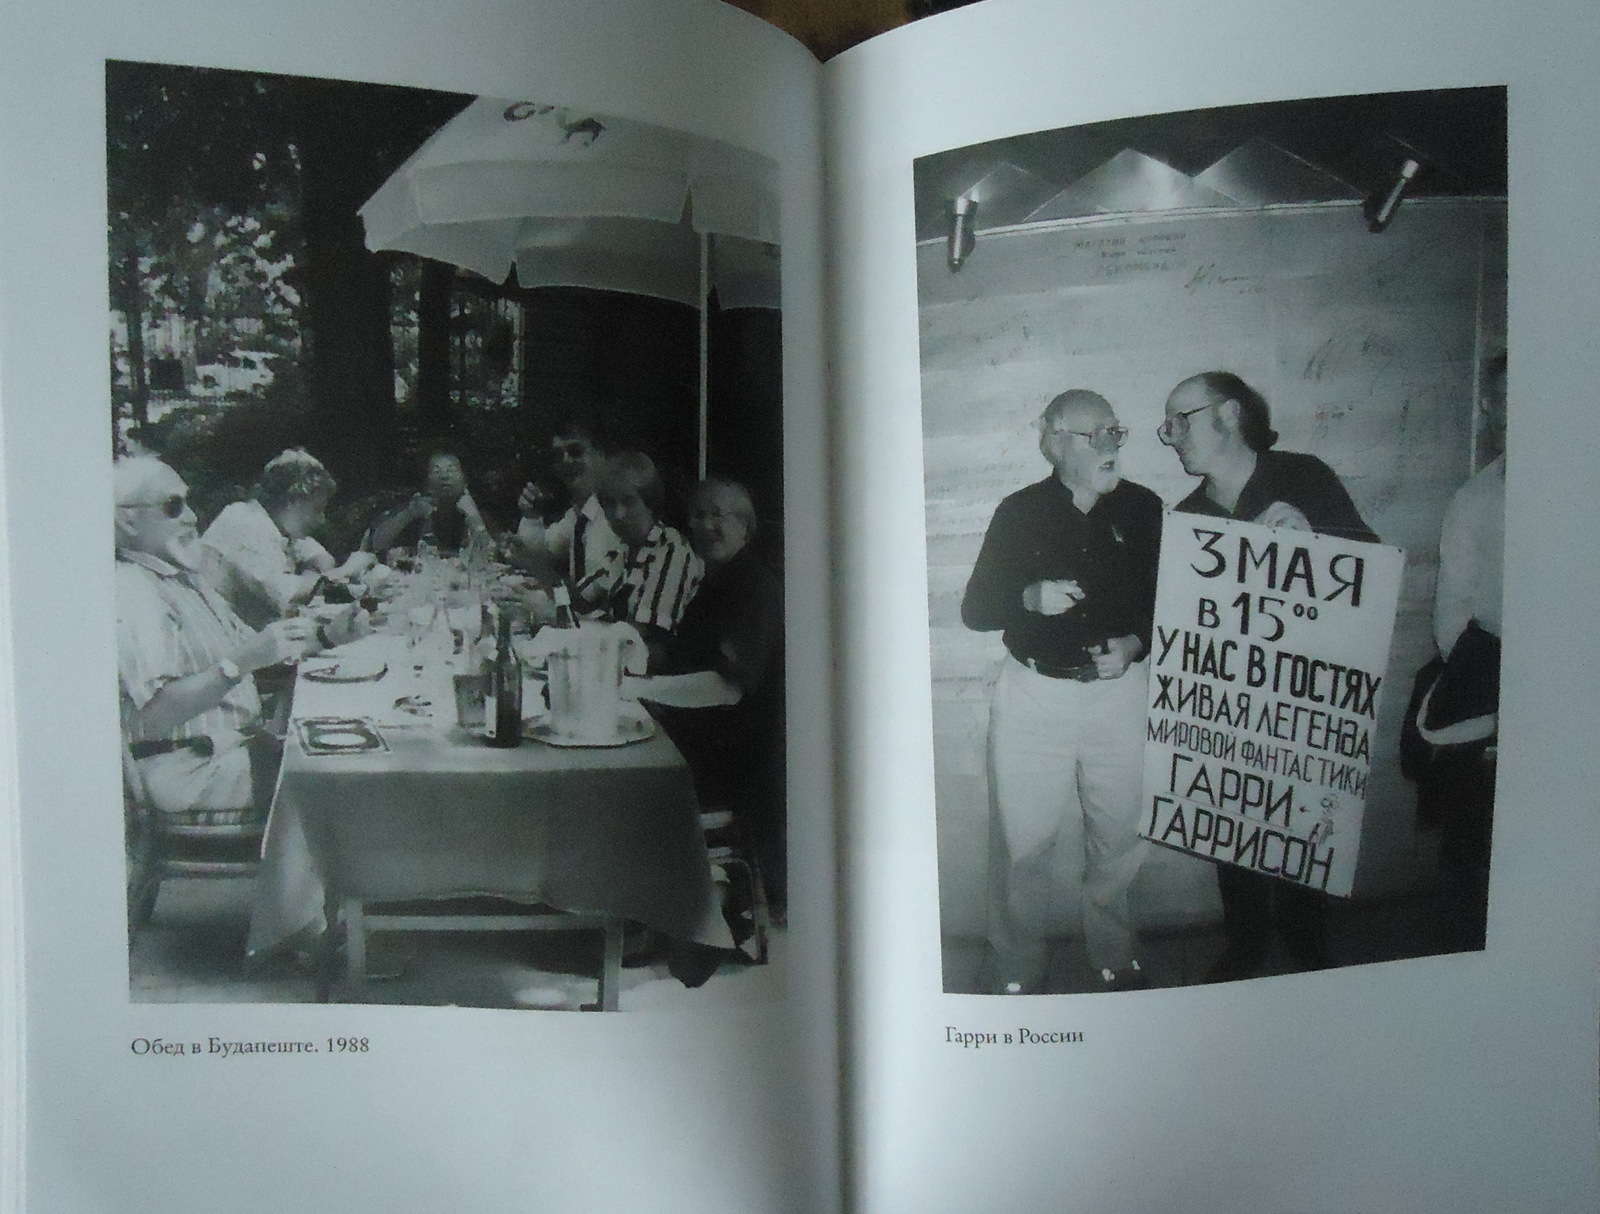 Обед в Будапеште. 1988
3 МАЯ
в 15⁰⁰
У НАС В ГОСТЯХ
ЖИВАЯ ЛЕГЕНДА
МИРОВОЙ ФАНТАСТИКИ
ГАРРИ
ГАРРИСОН
Гарри в России